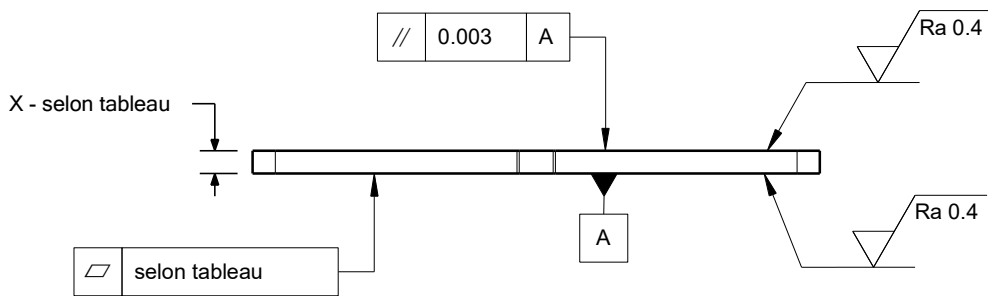 Ra 0.4
// 0.003 A
X - selon tableau
Ra 0.4
A
selon tableau